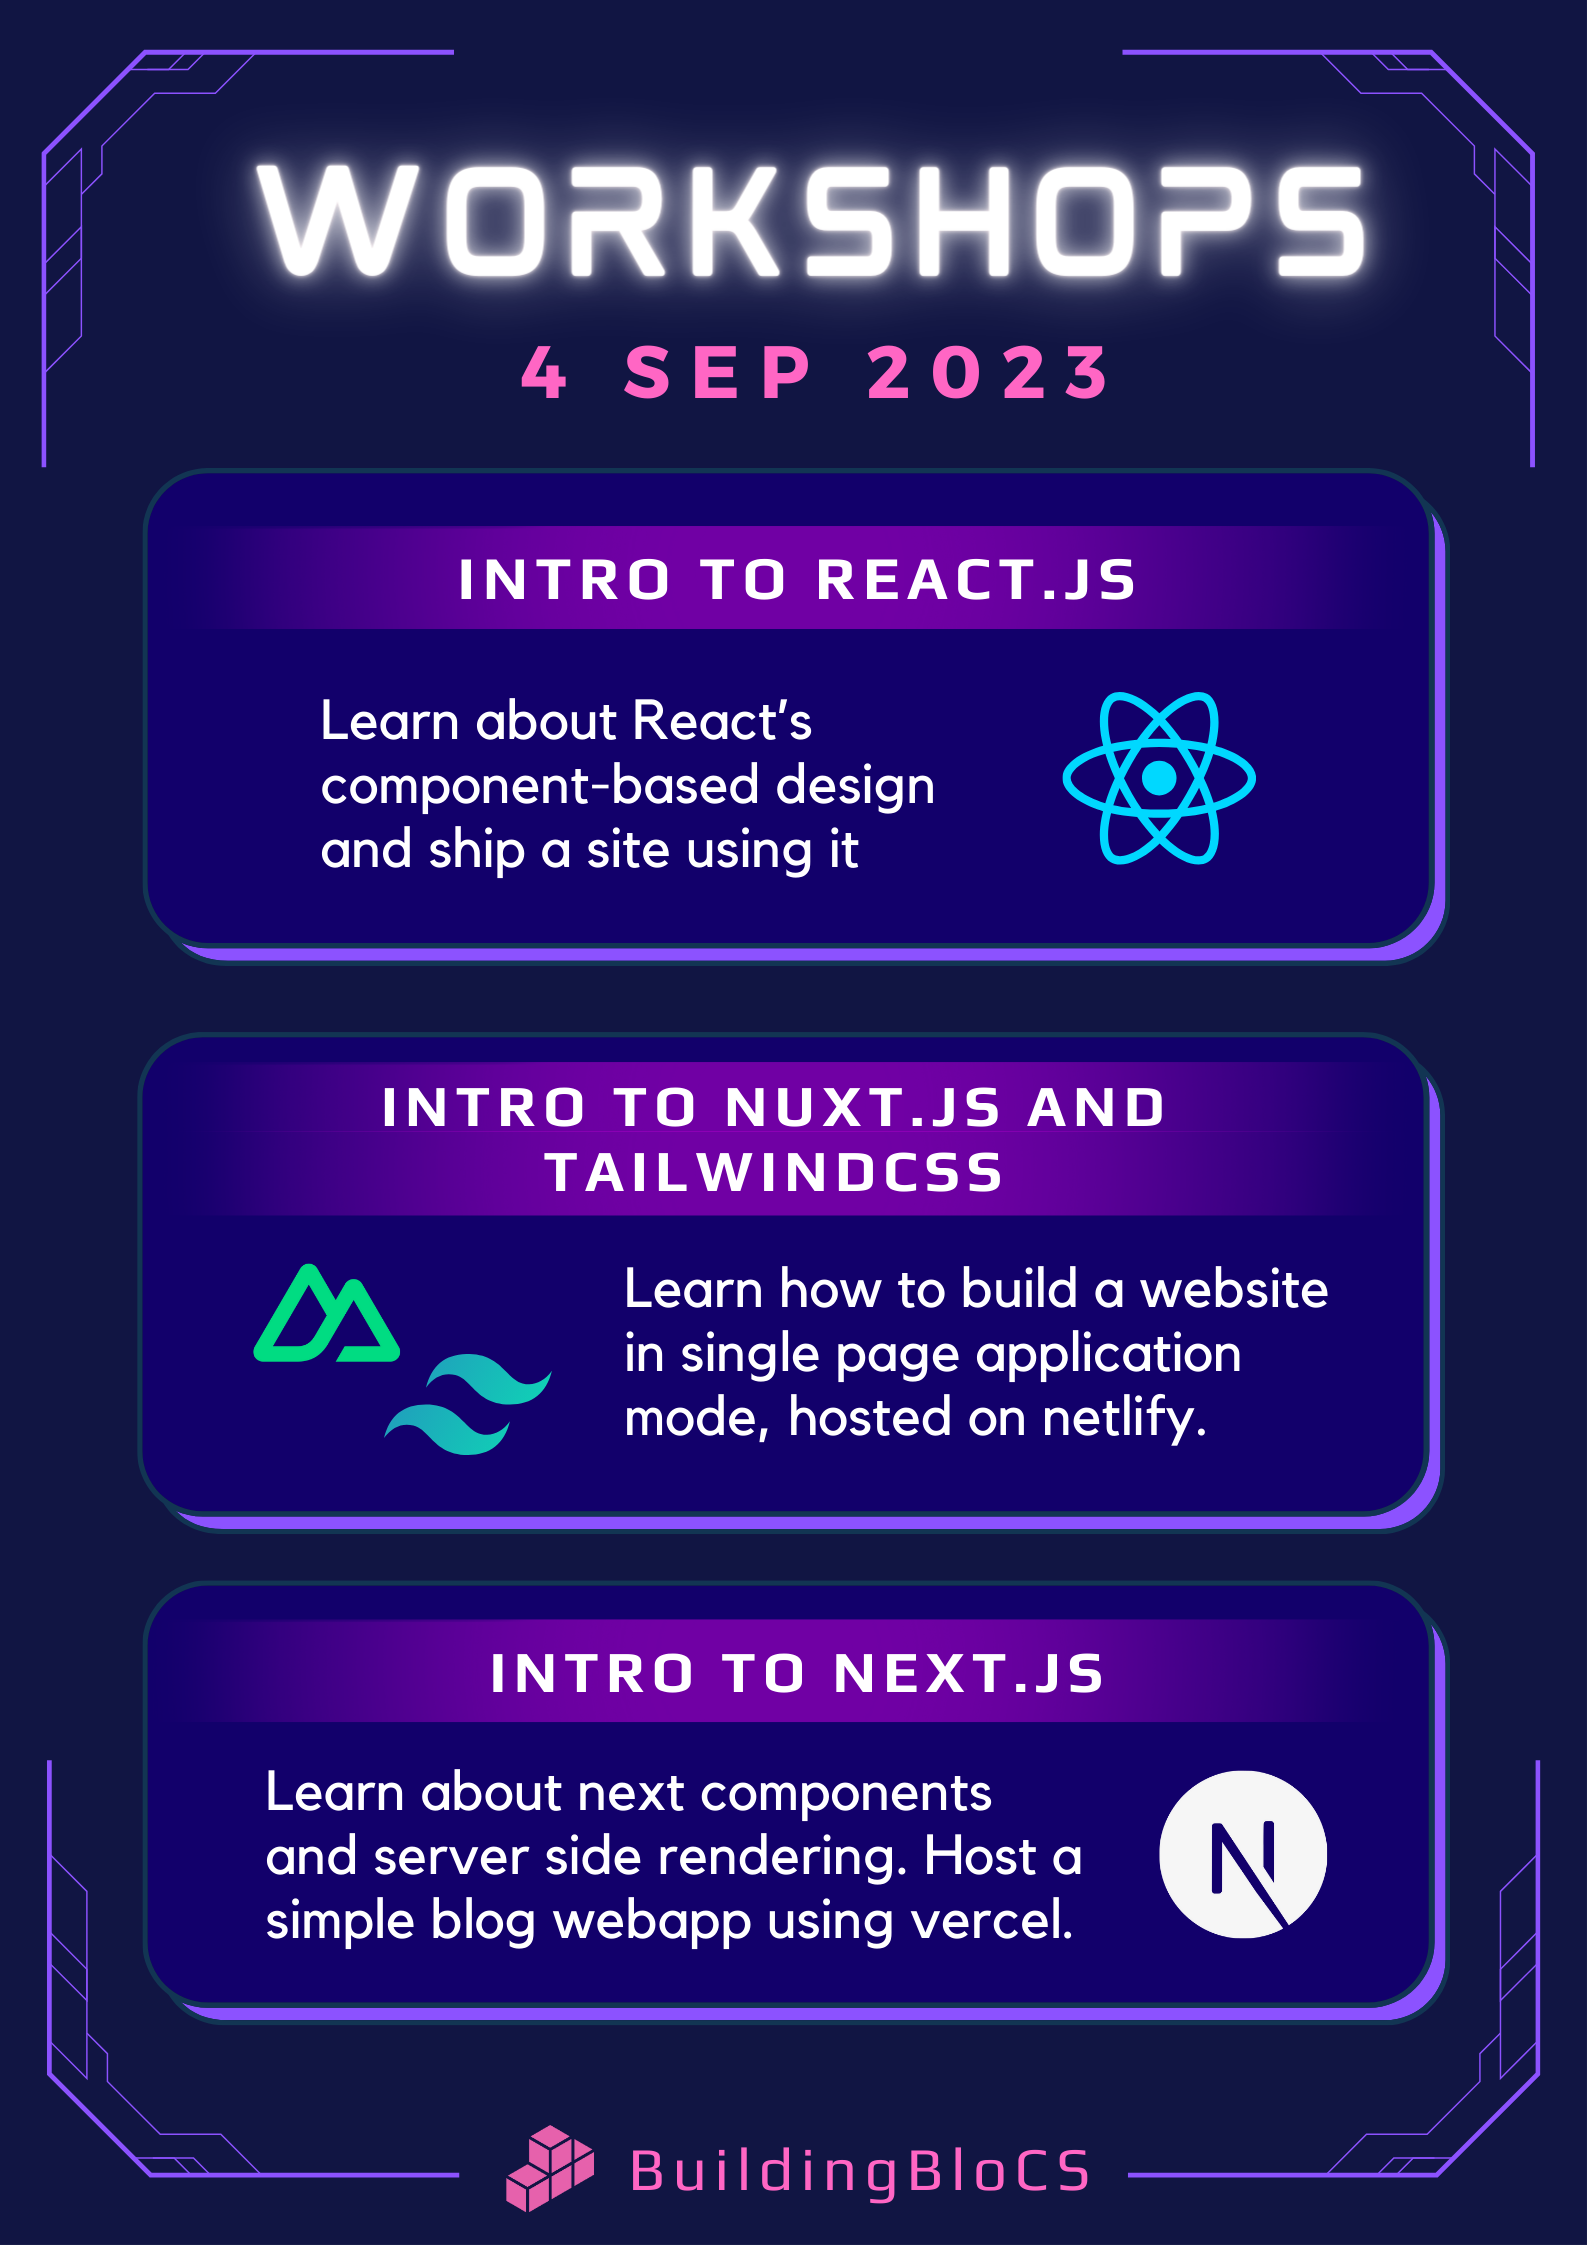 WORKSHOPS
4 SEP 2023
INTRO TO REACT.JS
Learn about React’s
component-based design
and ship a site using it
INTRO TO NUXT.JS AND
TAILWINDCSS
Learn how to build a website
in single page application
mode, hosted on netlify.
INTRO TO NEXT.JS
Learn about next components
and server side rendering. Host a
simple blog webapp using vercel.
N
BuildingBloCS